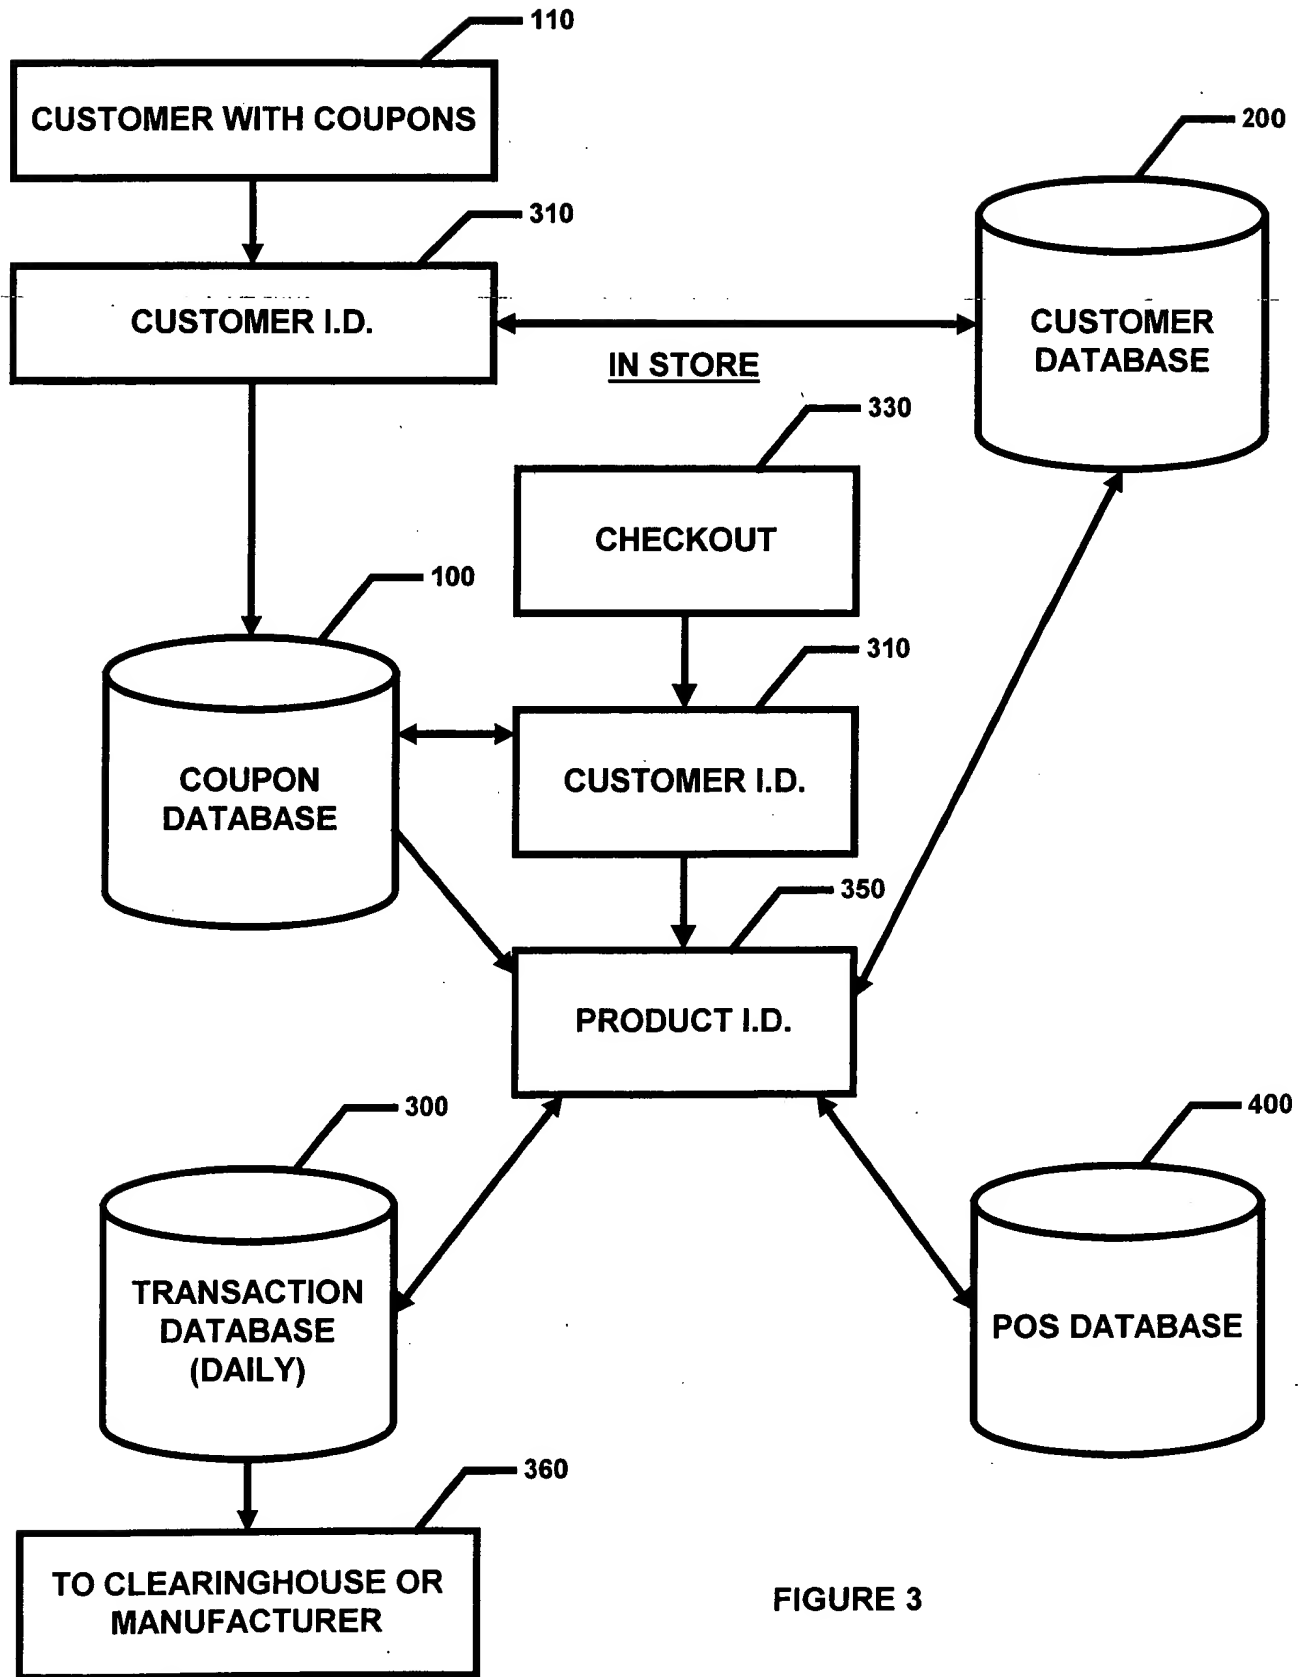 110
CUSTOMER WITH COUPONS
200
310
CUSTOMER I.D.
CUSTOMER
DATABASE
IN STORE
330
CHECKOUT
100
310
COUPON
DATABASE
CUSTOMER I.D.
350
PRODUCT I.D.
300
400
TRANSACTION
DATABASE
(DAILY)
POS DATABASE
360
TO CLEARINGHOUSE OR
MANUFACTURER
FIGURE 3